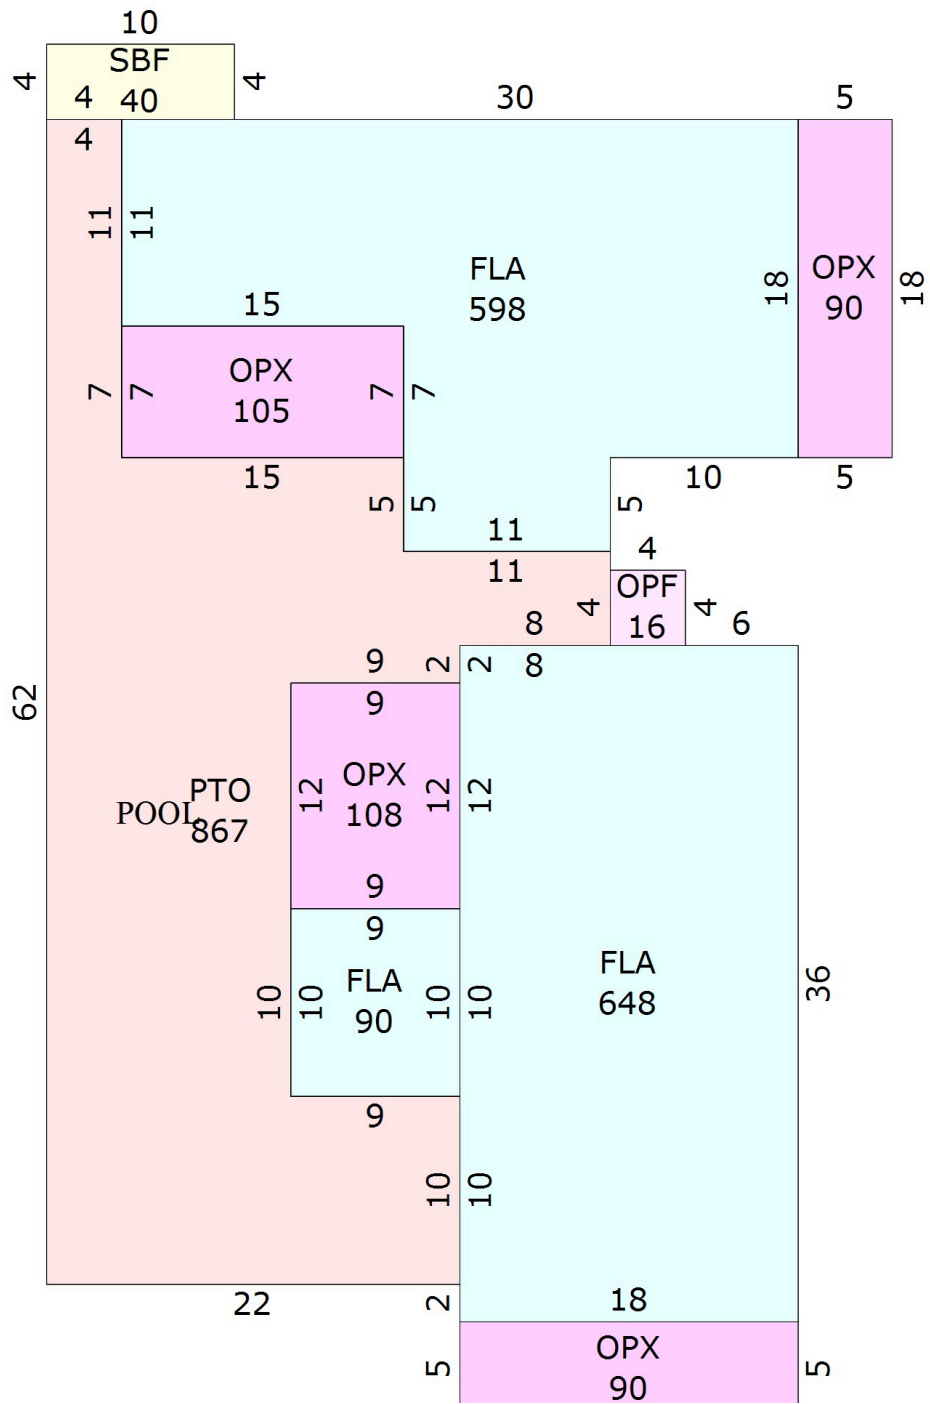 10
4 SBF 4
4 40 30 5
4
11 11
FLA OPX
598 18 90 18
15
OPX
7 7 105 7 7
15 10 5
5 5 5
11
11 4
OPF
4 16 4
8 6
9 2 2 8
9
62
OPX
12 108 12 12
PTO
POOL
867
9
9
FLA FLA
10 10 90 10 10 648 36
9
10 10
22 2 18
OPX
5 90 5